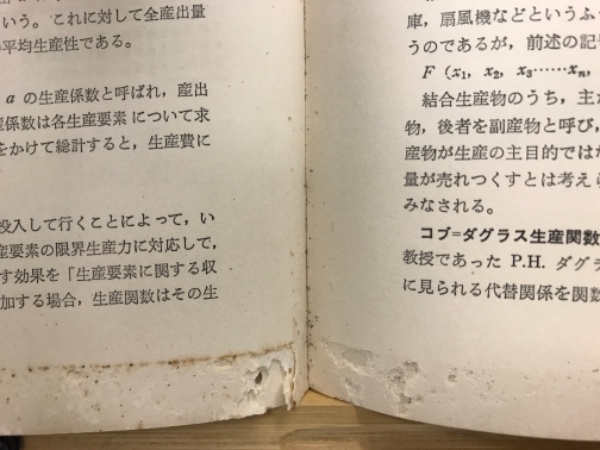 いう。これに対して全産出量
平均生産性である。
a の生産係数と呼ばれ，産出
係数は各生産要素について求
をかけて総計すると，生産費に
投入して行くことによって，い
産要素の限界生産力に対応して，
す効果を「生産要素に関する収
加する場合，生産関数はその生
庫，扇風機などというふ
うのであるが，前述の記
F (x₁, x₂, x₃……xₙ,
結合生産物のうち，主
物，後者を副産物と呼び，
産物が生産の主目的では
量が売れつくすとは考え
みなされる。
コブ＝ダグラス生産関数
教授であった P.H. ダグラ
に見られる代替関係を関